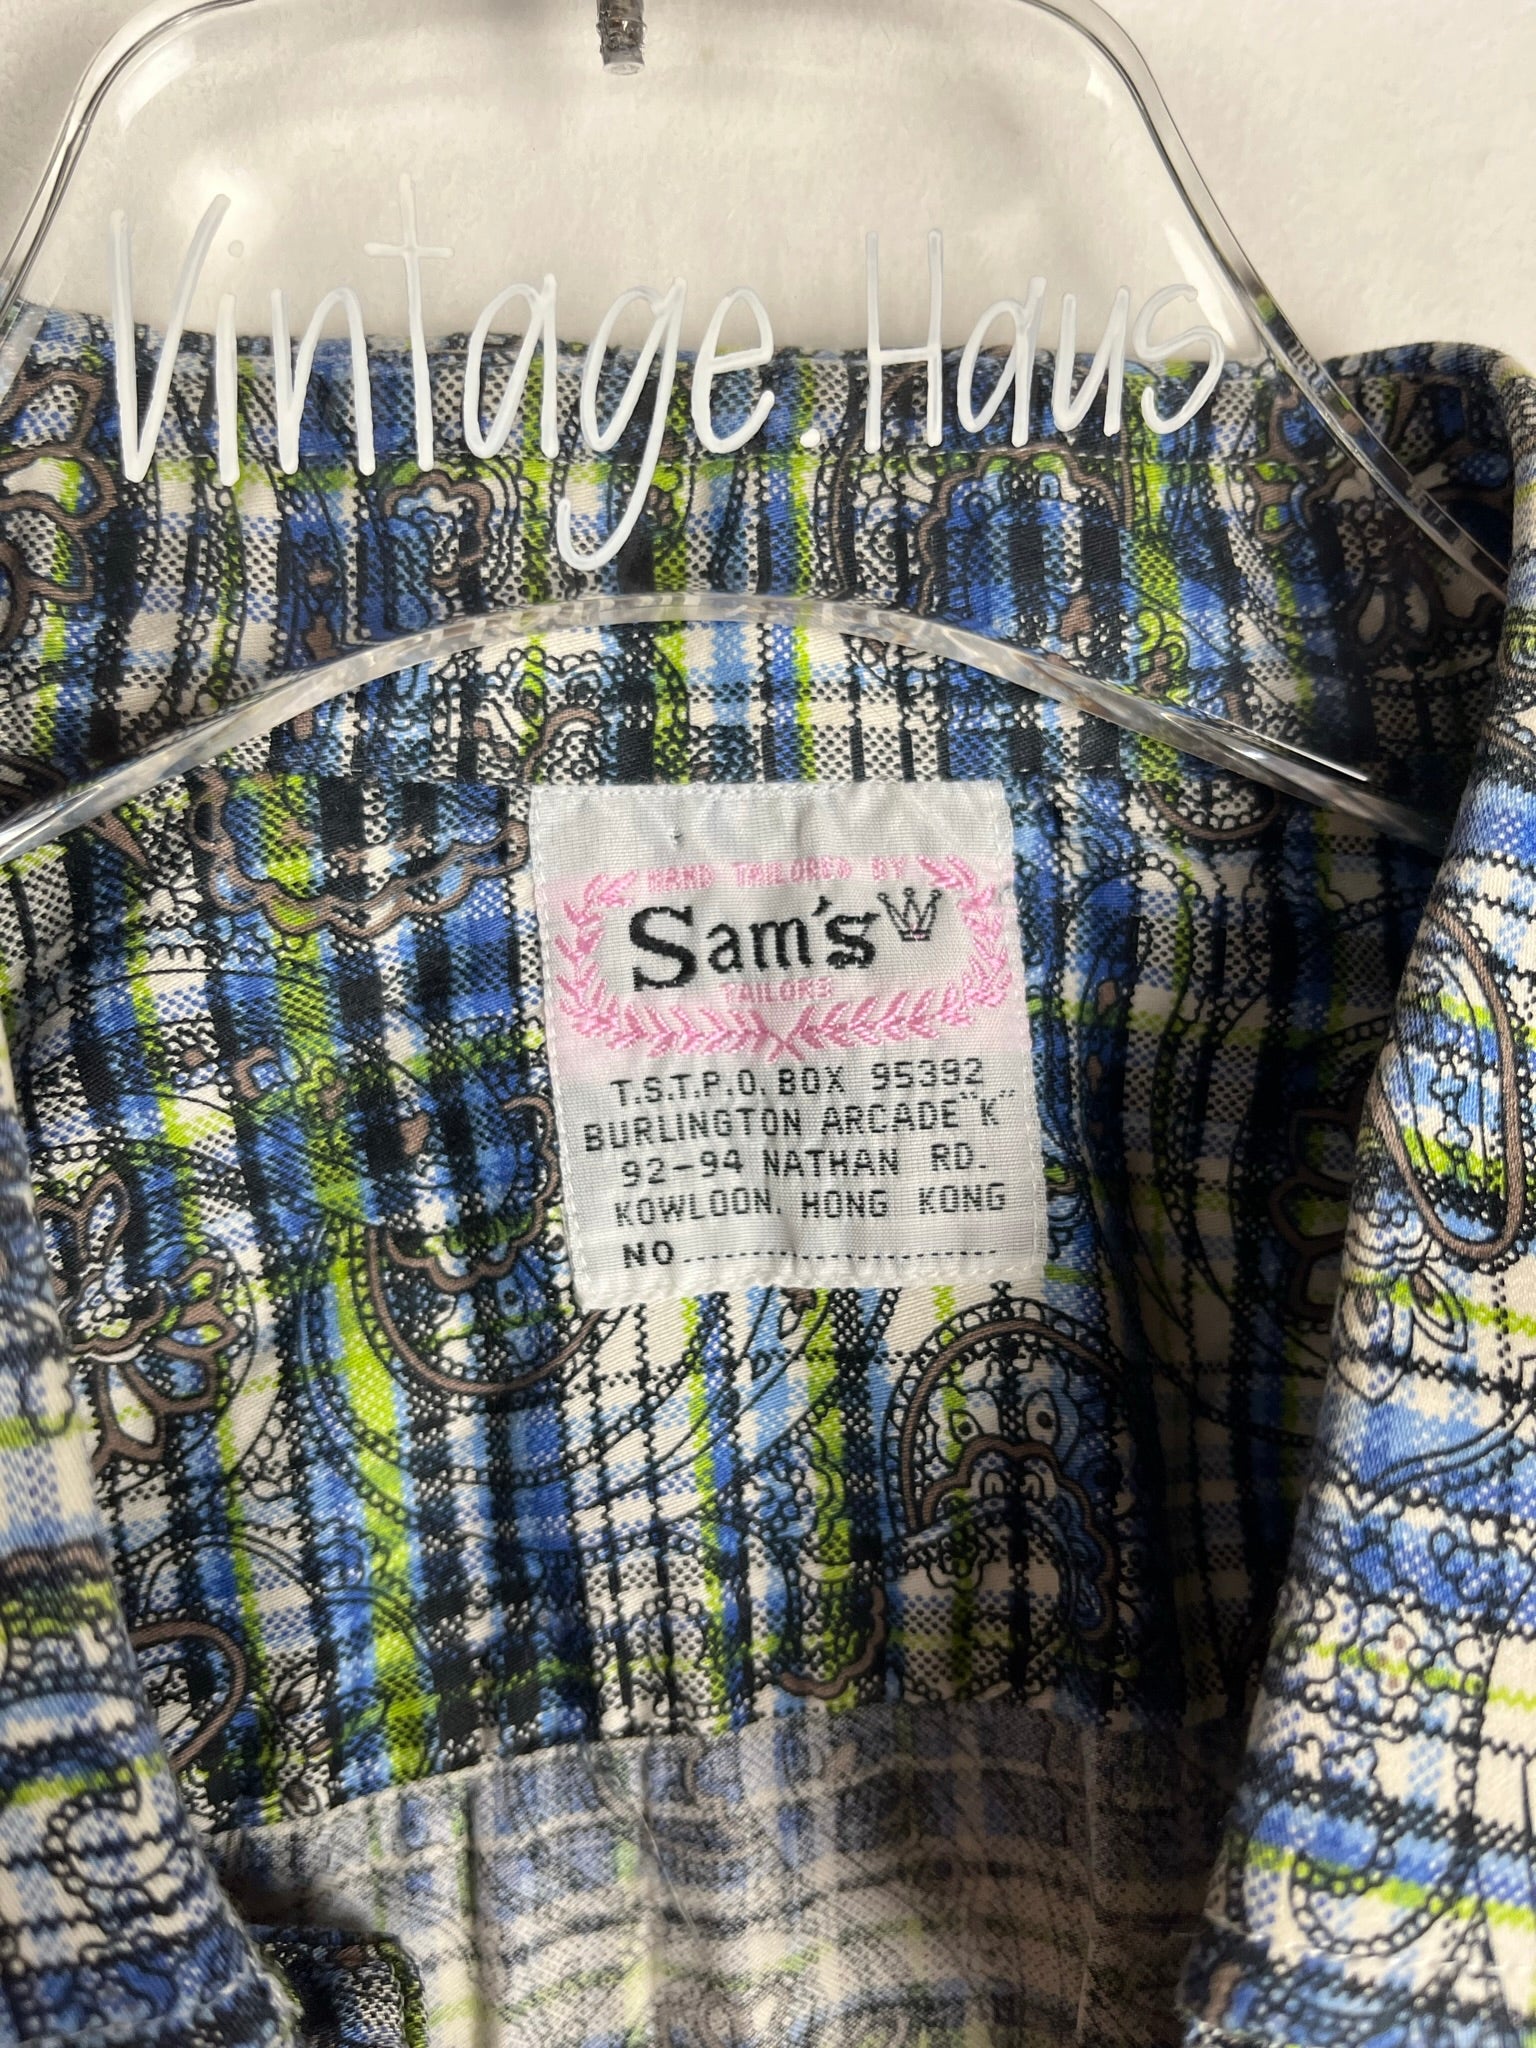 Vintage.Haus
HAND TAILORED BY
Sam's
TAILORS
T.S.T.P.O. BOX 95392
BURLINGTON ARCADE "K"
92-94 NATHAN RD.
KOWLOON. HONG KONG
NO......................